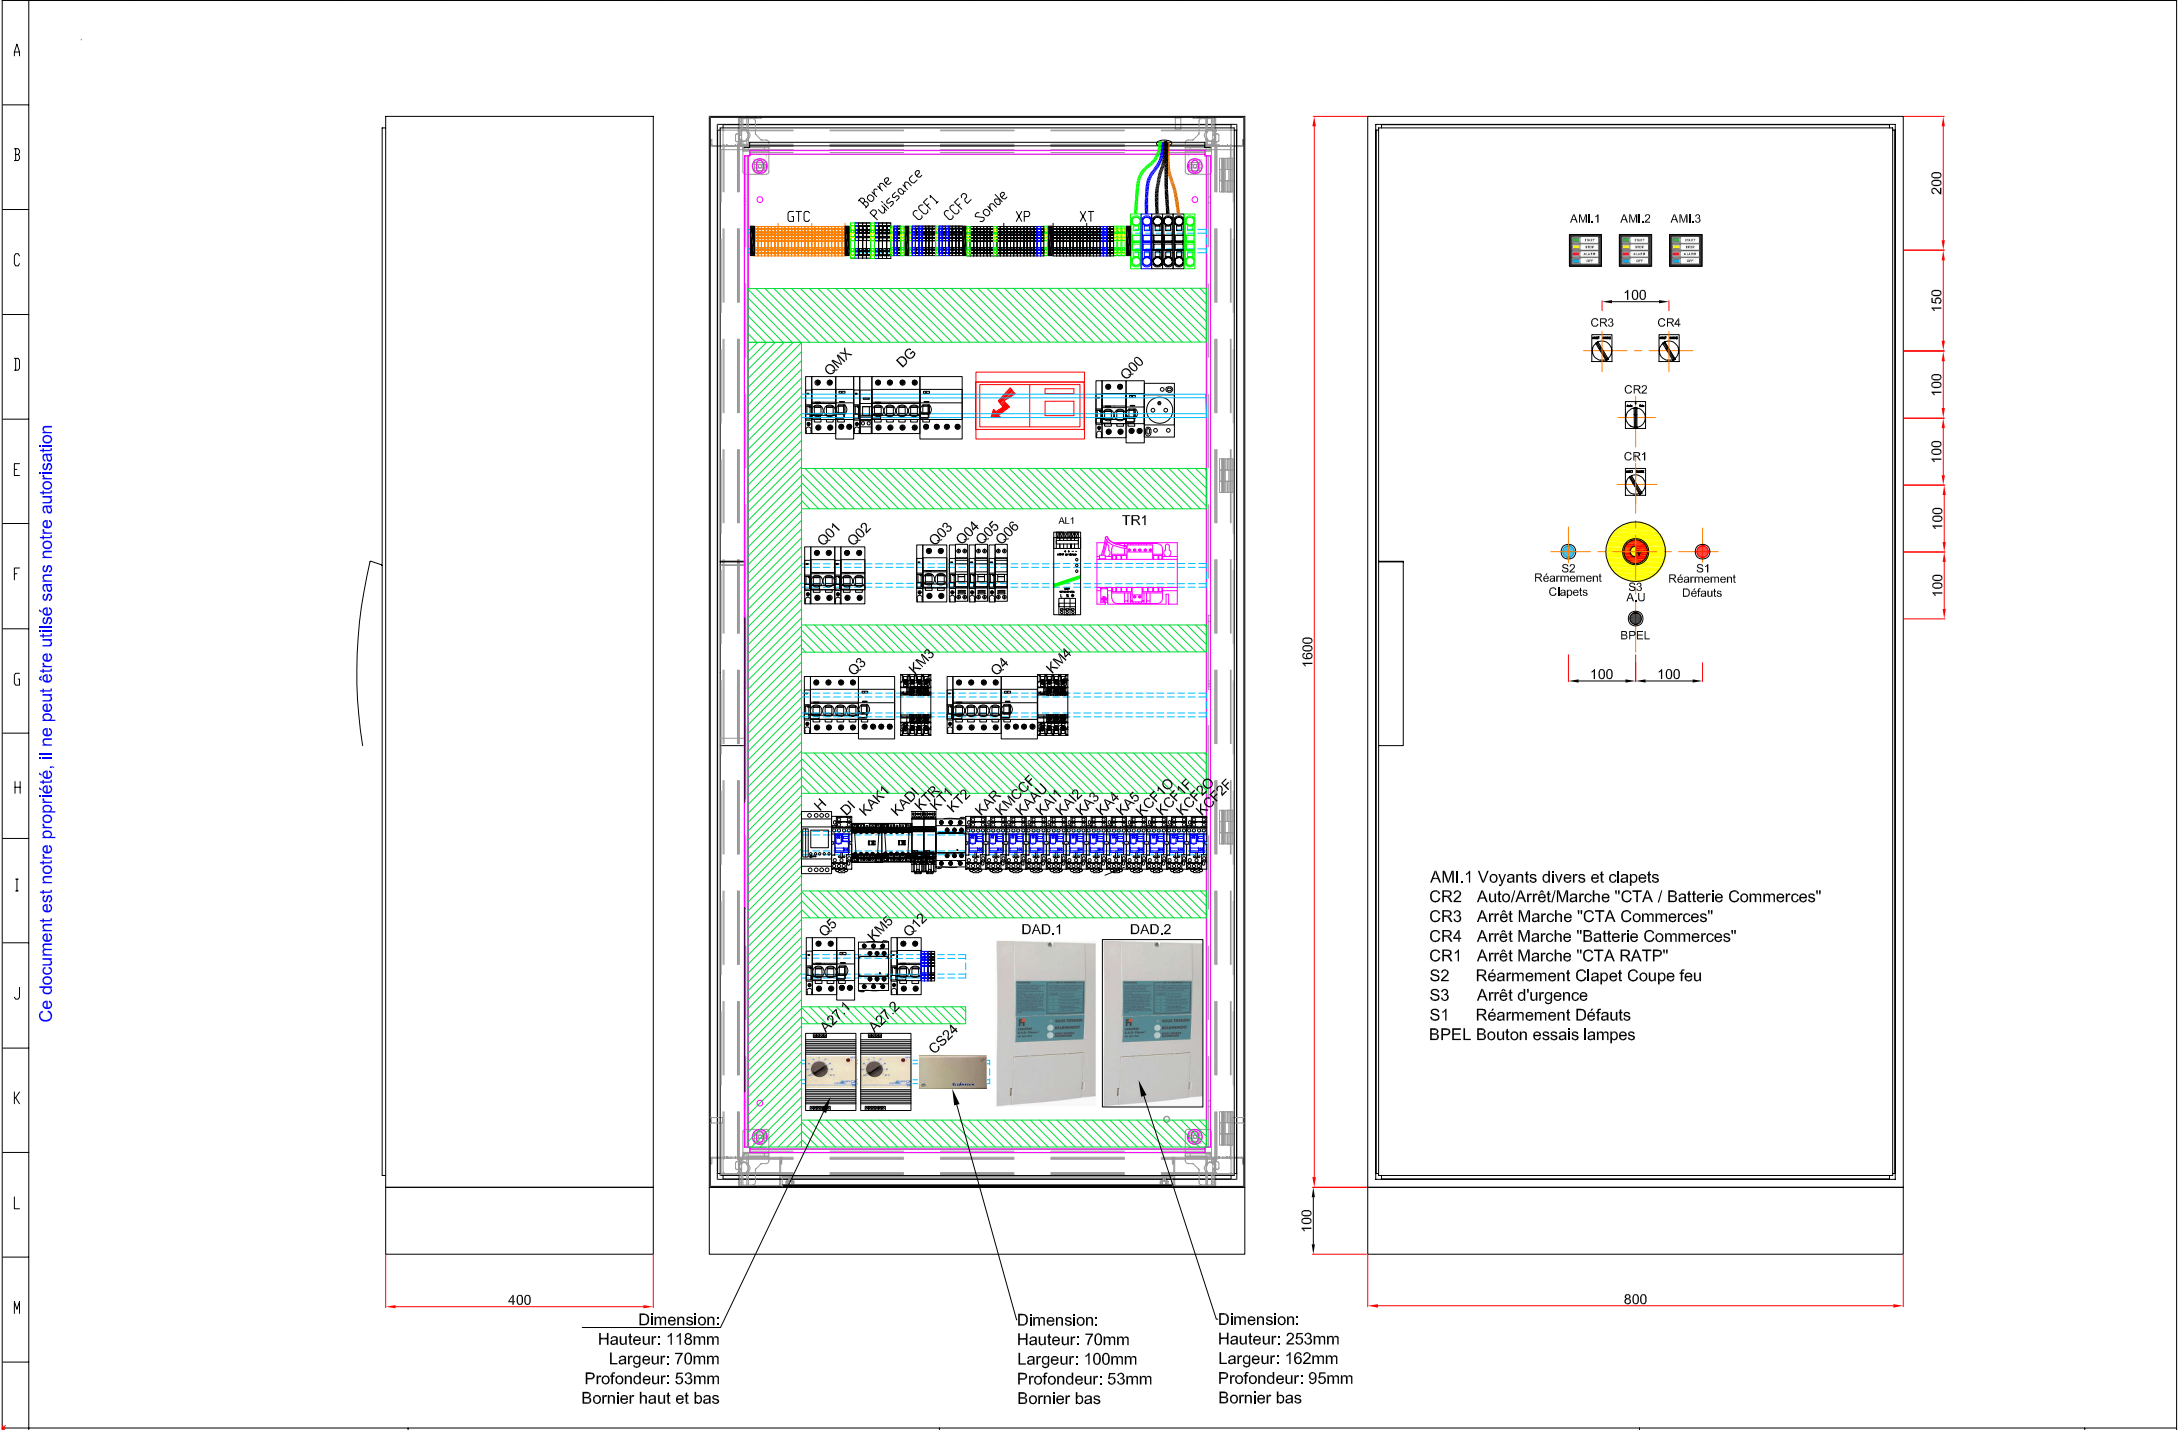 A
B
C
D
E
F
G
H
I
J
K
L
M
Ce document est notre propriété, il ne peut être utilisé sans notre autorisation
400
GTC
Borne
Puissance
CCF1
CCF2
Sonde
XP
XT
QMX
DG
Q00
Q01
Q02
Q03
Q04
Q05
Q06
AL1
TR1
Q3
KM3
Q4
KM4
H
DI
KAK1
KADI
KTR
KT1
KT2
KAR
KMCCF
KAAU
KAI1
KAI2
KA3
KA4
KA5
KCF1O
KCF1F
KCF2O
KCF2F
Q5
KM5
Q12
DAD.1
DAD.2
A27.1
A27.2
CS24
Dimension:
Hauteur: 118mm
Largeur: 70mm
Profondeur: 53mm
Bornier haut et bas
Dimension:
Hauteur: 70mm
Largeur: 100mm
Profondeur: 53mm
Bornier bas
Dimension:
Hauteur: 253mm
Largeur: 162mm
Profondeur: 95mm
Bornier bas
1600
100
AMI.1
AMI.2
AMI.3
100
CR3
CR4
CR2
CR1
S2
Réarmement
Clapets
S3
A.U
S1
Réarmement
Défauts
BPEL
100
100
200
150
100
100
100
100
AMI.1 Voyants divers et clapets
CR2 Auto/Arrêt/Marche "CTA / Batterie Commerces"
CR3 Arrêt Marche "CTA Commerces"
CR4 Arrêt Marche "Batterie Commerces"
CR1 Arrêt Marche "CTA RATP"
S2 Réarmement Clapet Coupe feu
S3 Arrêt d'urgence
S1 Réarmement Défauts
BPEL Bouton essais lampes
800